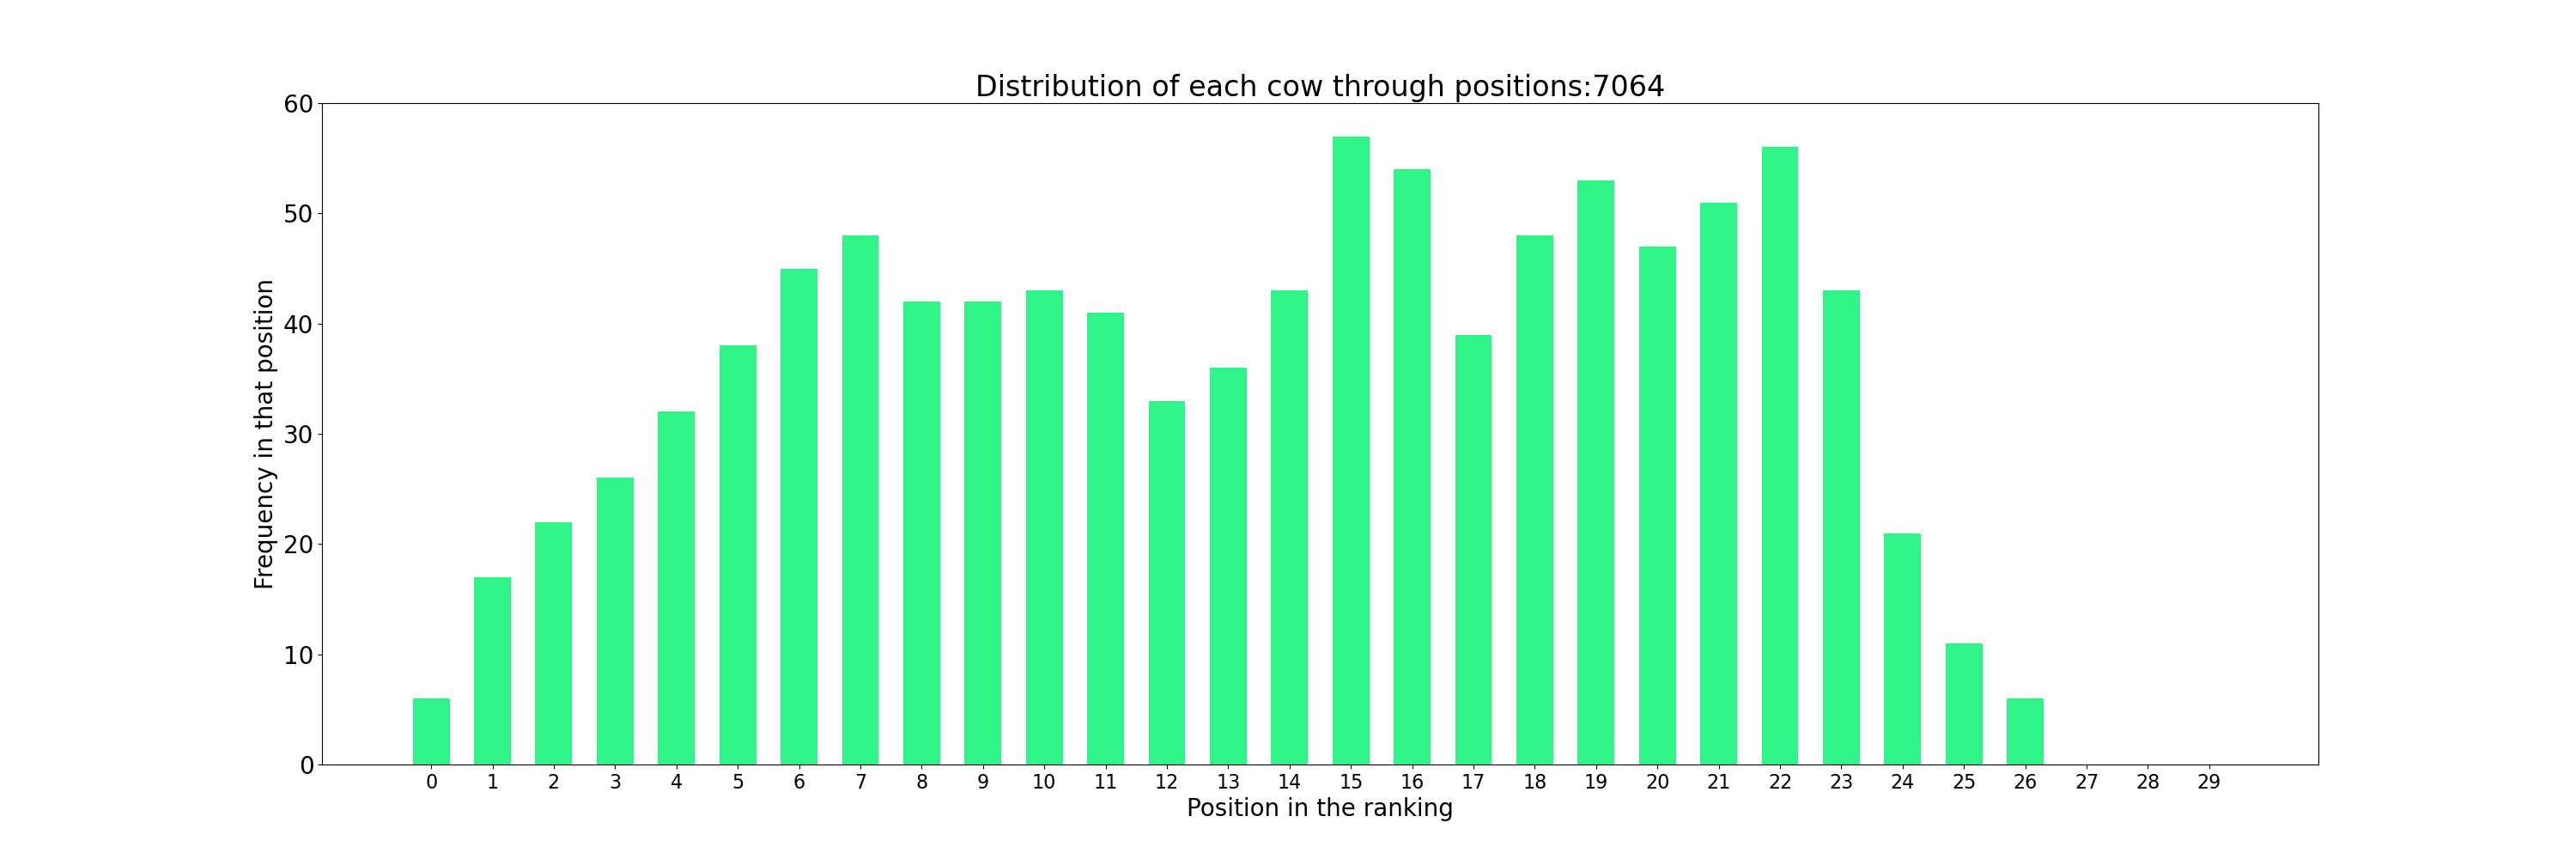 Distribution of each cow through positions:7064
60
50
40
30
20
10
0
Frequency in that position
0 1 2 3 4 5 6 7 8 9 10 11 12 13 14 15 16 17 18 19 20 21 22 23 24 25 26 27 28 29
Position in the ranking